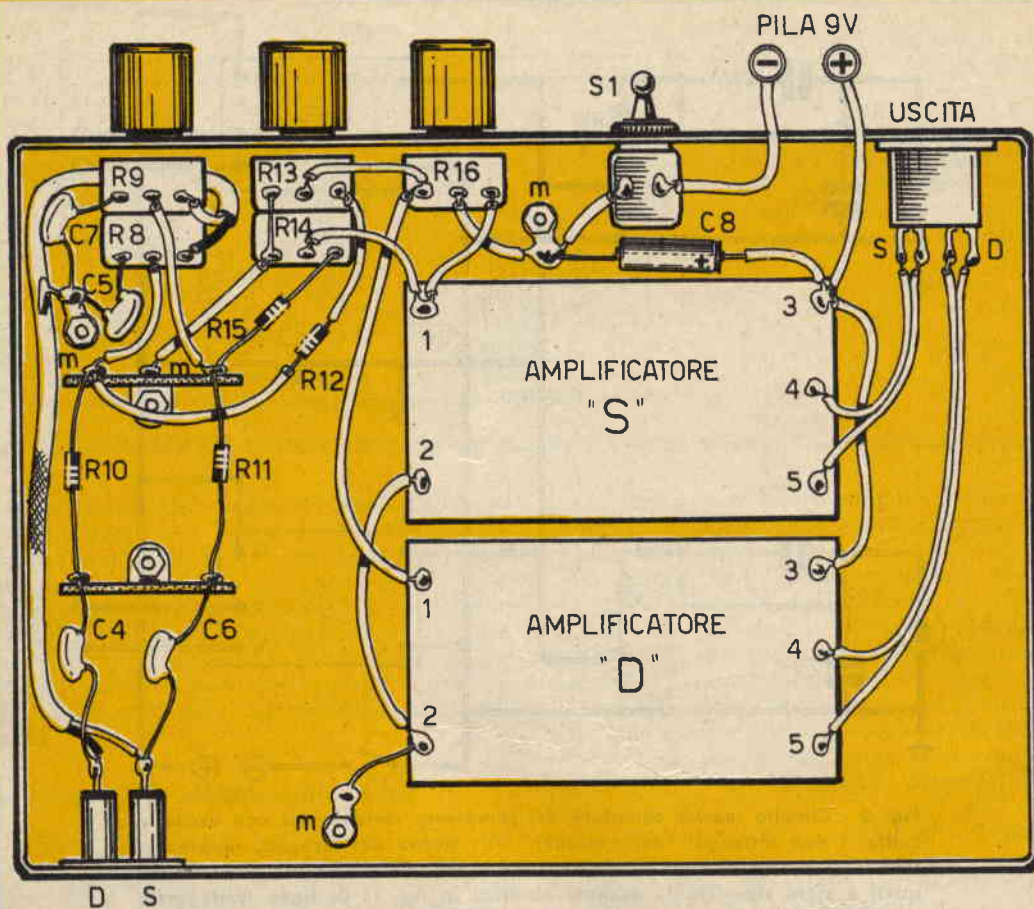 PILA 9V
− +
S1
USCITA
R9
R13
R16
m
C7
R8
R14
C8
+
S
D
C5
m
R15
1
3
m
m
R12
AMPLIFICATORE
"S"
4
R10
R11
2
5
1
3
C4
C6
AMPLIFICATORE
"D"
4
2
5
m
D S